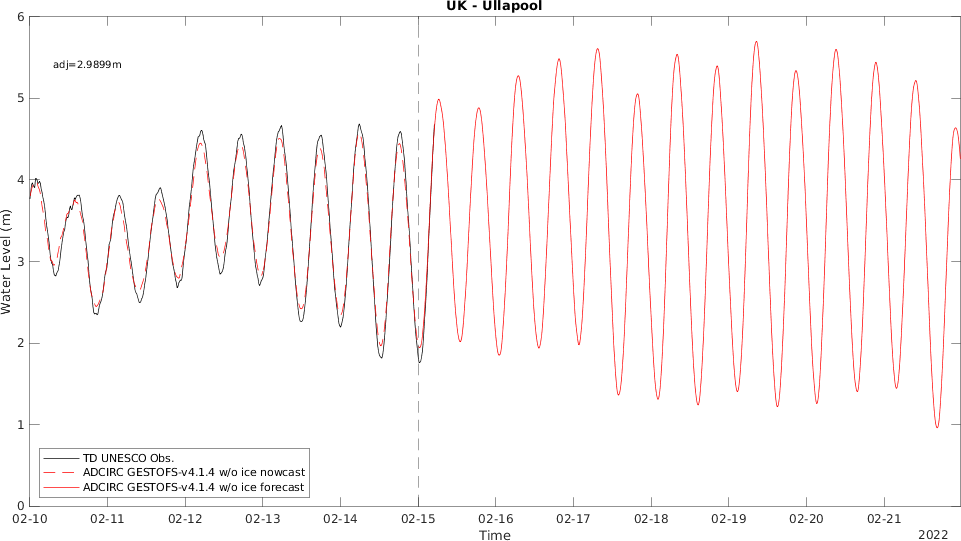 UK - Ullapool
6
adj=2.9899m
5
4
3
2
1
0
Water Level (m)
TD UNESCO Obs.
ADCIRC GESTOFS-v4.1.4 w/o ice nowcast
ADCIRC GESTOFS-v4.1.4 w/o ice forecast
02-10 02-11 02-12 02-13 02-14 02-15 02-16 02-17 02-18 02-19 02-20 02-21
Time
2022